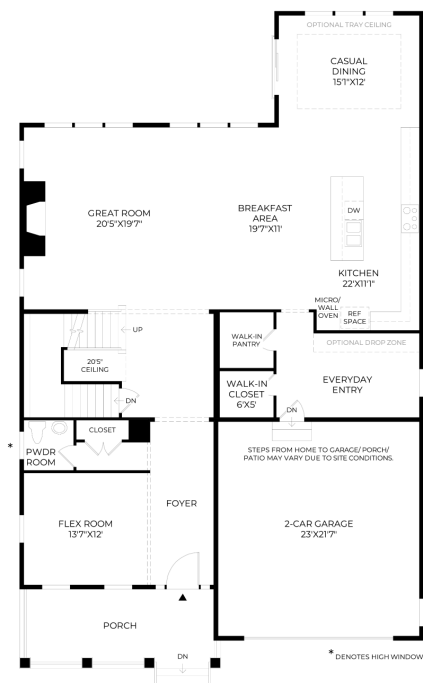 OPTIONAL TRAY CEILING
CASUAL
DINING
15'1"X12'
GREAT ROOM
20'5"X19'7"
BREAKFAST
AREA
19'7"X11'
DW
KITCHEN
22'X11'1"
MICRO/
WALL
OVEN
REF
SPACE
UP
20'5"
CEILING
DN
WALK-IN
PANTRY
OPTIONAL DROP ZONE
WALK-IN
CLOSET
6'X5'
EVERYDAY
ENTRY
DN
*
PWDR
ROOM
CLOSET
STEPS FROM HOME TO GARAGE/ PORCH/
PATIO MAY VARY DUE TO SITE CONDITIONS.
FOYER
FLEX ROOM
13'7"X12'
2-CAR GARAGE
23'X21'7"
PORCH
DN
* DENOTES HIGH WINDOW